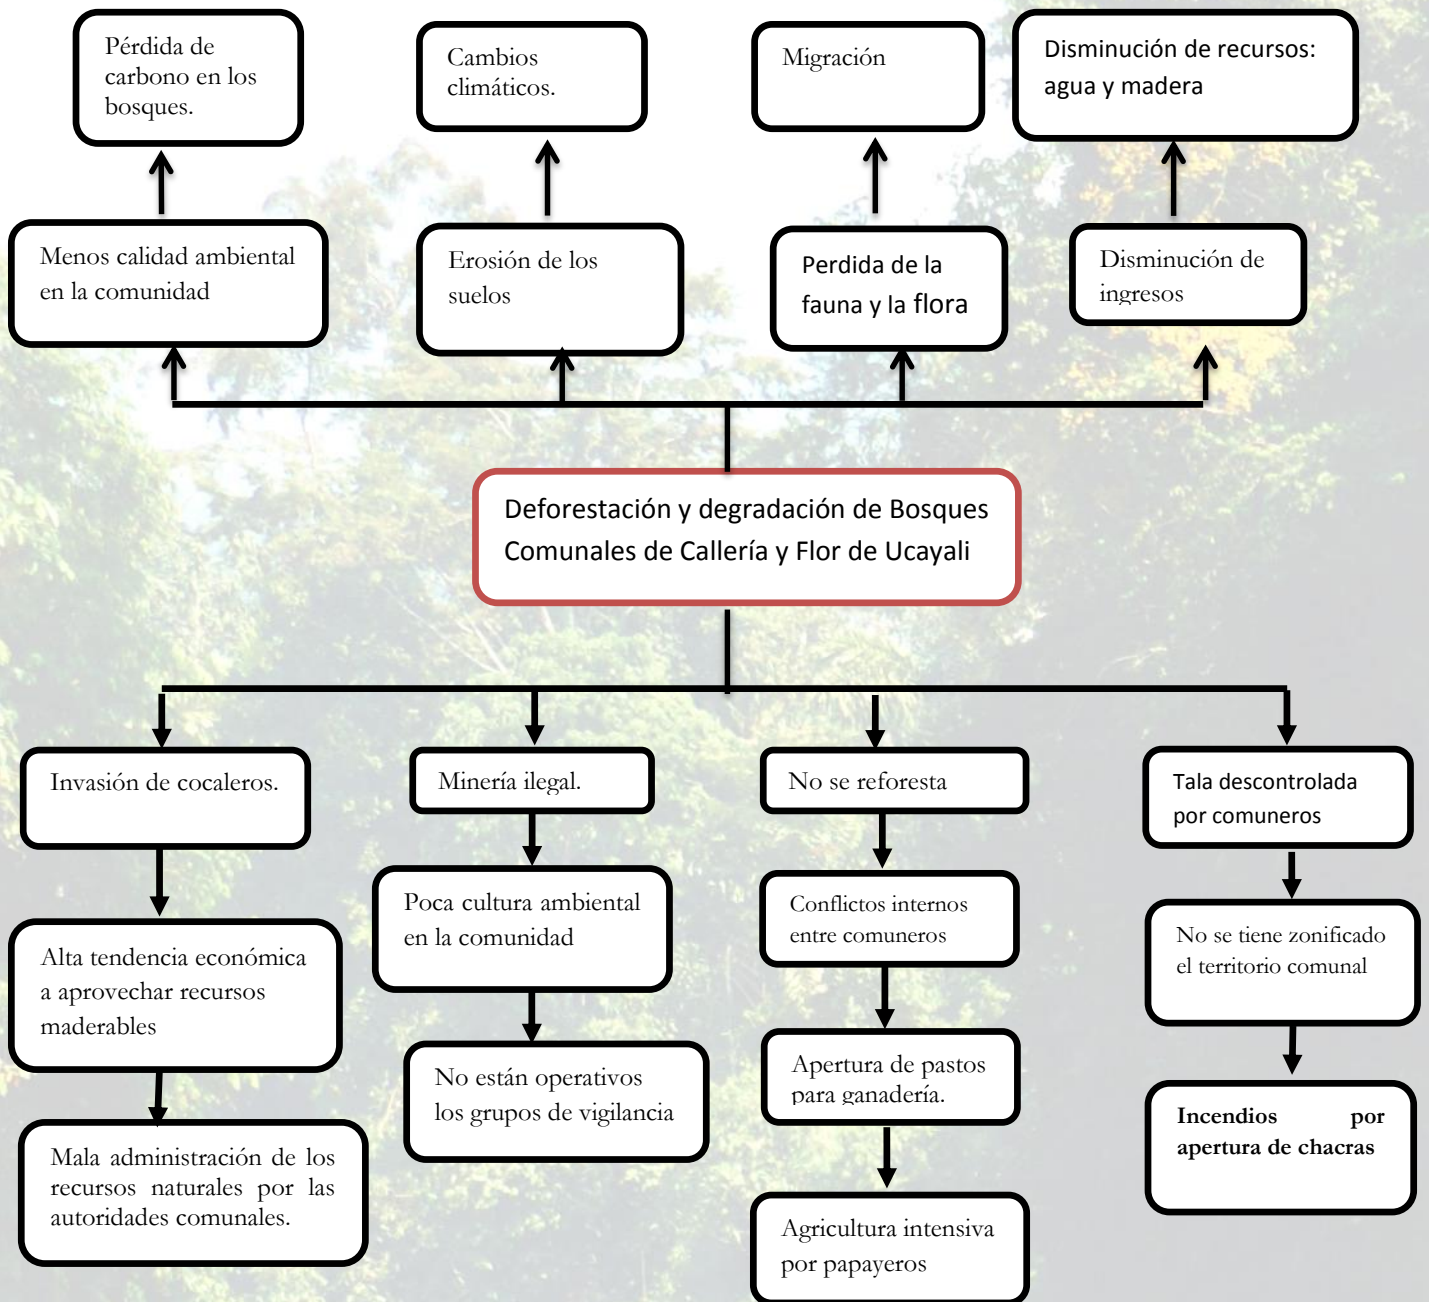 Pérdida de
carbono en los
bosques.
Cambios
climáticos.
Migración
Disminución de recursos:
agua y madera
Menos calidad ambiental
en la comunidad
Erosión de los
suelos
Perdida de la
fauna y la flora
Disminución de
ingresos
Deforestación y degradación de Bosques
Comunales de Callería y Flor de Ucayali
Invasión de cocaleros.
Minería ilegal.
No se reforesta
Tala descontrolada
por comuneros
Alta tendencia económica
a aprovechar recursos
maderables
Poca cultura ambiental
en la comunidad
Conflictos internos
entre comuneros
No se tiene zonificado
el territorio comunal
Mala administración de los
recursos naturales por las
autoridades comunales.
No están operativos
los grupos de vigilancia
Apertura de pastos
para ganadería.
Incendios por
apertura de chacras
Agricultura intensiva
por papayeros